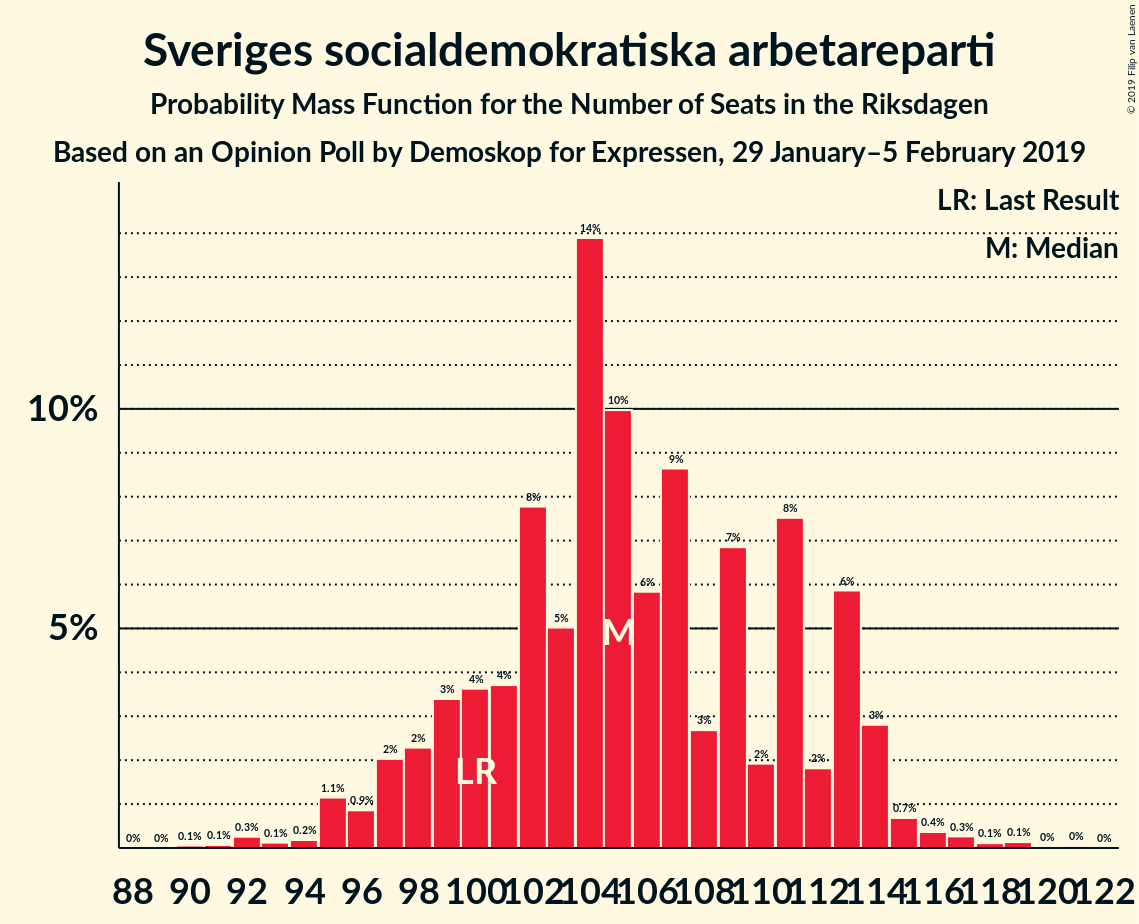 Sveriges socialdemokratiska arbetareparti
Probability Mass Function for the Number of Seats in the Riksdagen
Based on an Opinion Poll by Demoskop for Expressen, 29 January–5 February 2019
© 2019 Filip van Laenen
LR: Last Result
M: Median
10%
5%
0% 0% 0.1% 0.1% 0.3% 0.1% 0.2% 1.1% 0.9% 2% 2% 3% 4% 4% 8% 5% 14% 10% 6% 9% 3% 7% 2% 8% 2% 6% 3% 0.7% 0.4% 0.3% 0.1% 0.1% 0% 0% 0%
M
LR
88 90 92 94 96 98 100 102 104 106 108 110 112 114 116 118 120 122